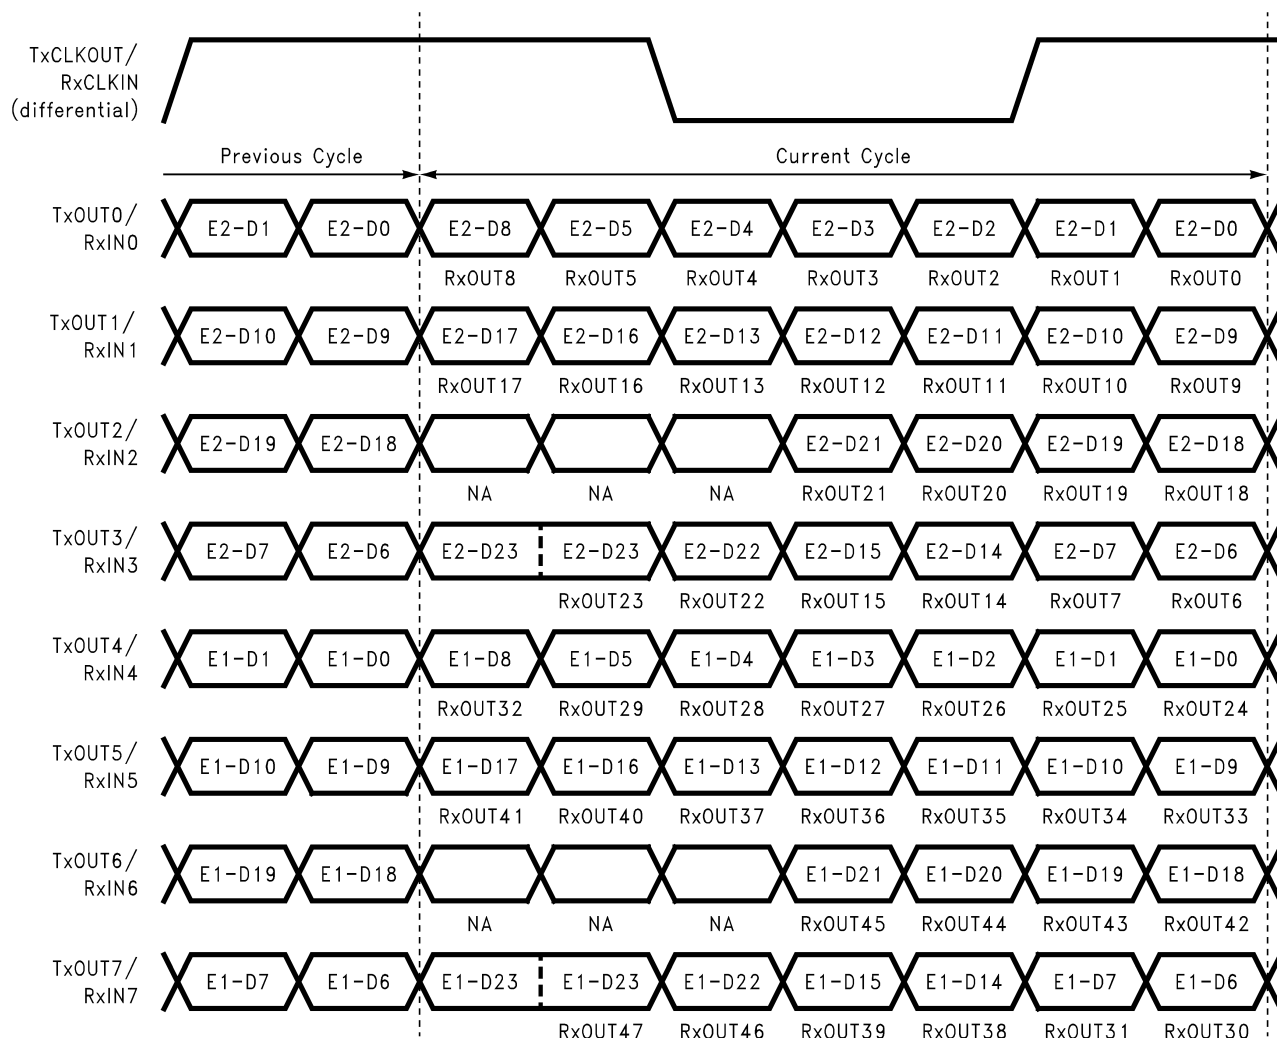 TxCLKOUT/
RxCLKIN
(differential)
Previous Cycle
Current Cycle
TxOUT0/
RxIN0
E2-D1 E2-D0 E2-D8 E2-D5 E2-D4 E2-D3 E2-D2 E2-D1 E2-D0
RxOUT8 RxOUT5 RxOUT4 RxOUT3 RxOUT2 RxOUT1 RxOUT0
TxOUT1/
RxIN1
E2-D10 E2-D9 E2-D17 E2-D16 E2-D13 E2-D12 E2-D11 E2-D10 E2-D9
RxOUT17 RxOUT16 RxOUT13 RxOUT12 RxOUT11 RxOUT10 RxOUT9
TxOUT2/
RxIN2
E2-D19 E2-D18 E2-D21 E2-D20 E2-D19 E2-D18
NA NA NA RxOUT21 RxOUT20 RxOUT19 RxOUT18
TxOUT3/
RxIN3
E2-D7 E2-D6 E2-D23 E2-D23 E2-D22 E2-D15 E2-D14 E2-D7 E2-D6
RxOUT23 RxOUT22 RxOUT15 RxOUT14 RxOUT7 RxOUT6
TxOUT4/
RxIN4
E1-D1 E1-D0 E1-D8 E1-D5 E1-D4 E1-D3 E1-D2 E1-D1 E1-D0
RxOUT32 RxOUT29 RxOUT28 RxOUT27 RxOUT26 RxOUT25 RxOUT24
TxOUT5/
RxIN5
E1-D10 E1-D9 E1-D17 E1-D16 E1-D13 E1-D12 E1-D11 E1-D10 E1-D9
RxOUT41 RxOUT40 RxOUT37 RxOUT36 RxOUT35 RxOUT34 RxOUT33
TxOUT6/
RxIN6
E1-D19 E1-D18 E1-D21 E1-D20 E1-D19 E1-D18
NA NA NA RxOUT45 RxOUT44 RxOUT43 RxOUT42
TxOUT7/
RxIN7
E1-D7 E1-D6 E1-D23 E1-D23 E1-D22 E1-D15 E1-D14 E1-D7 E1-D6
RxOUT47 RxOUT46 RxOUT39 RxOUT38 RxOUT31 RxOUT30